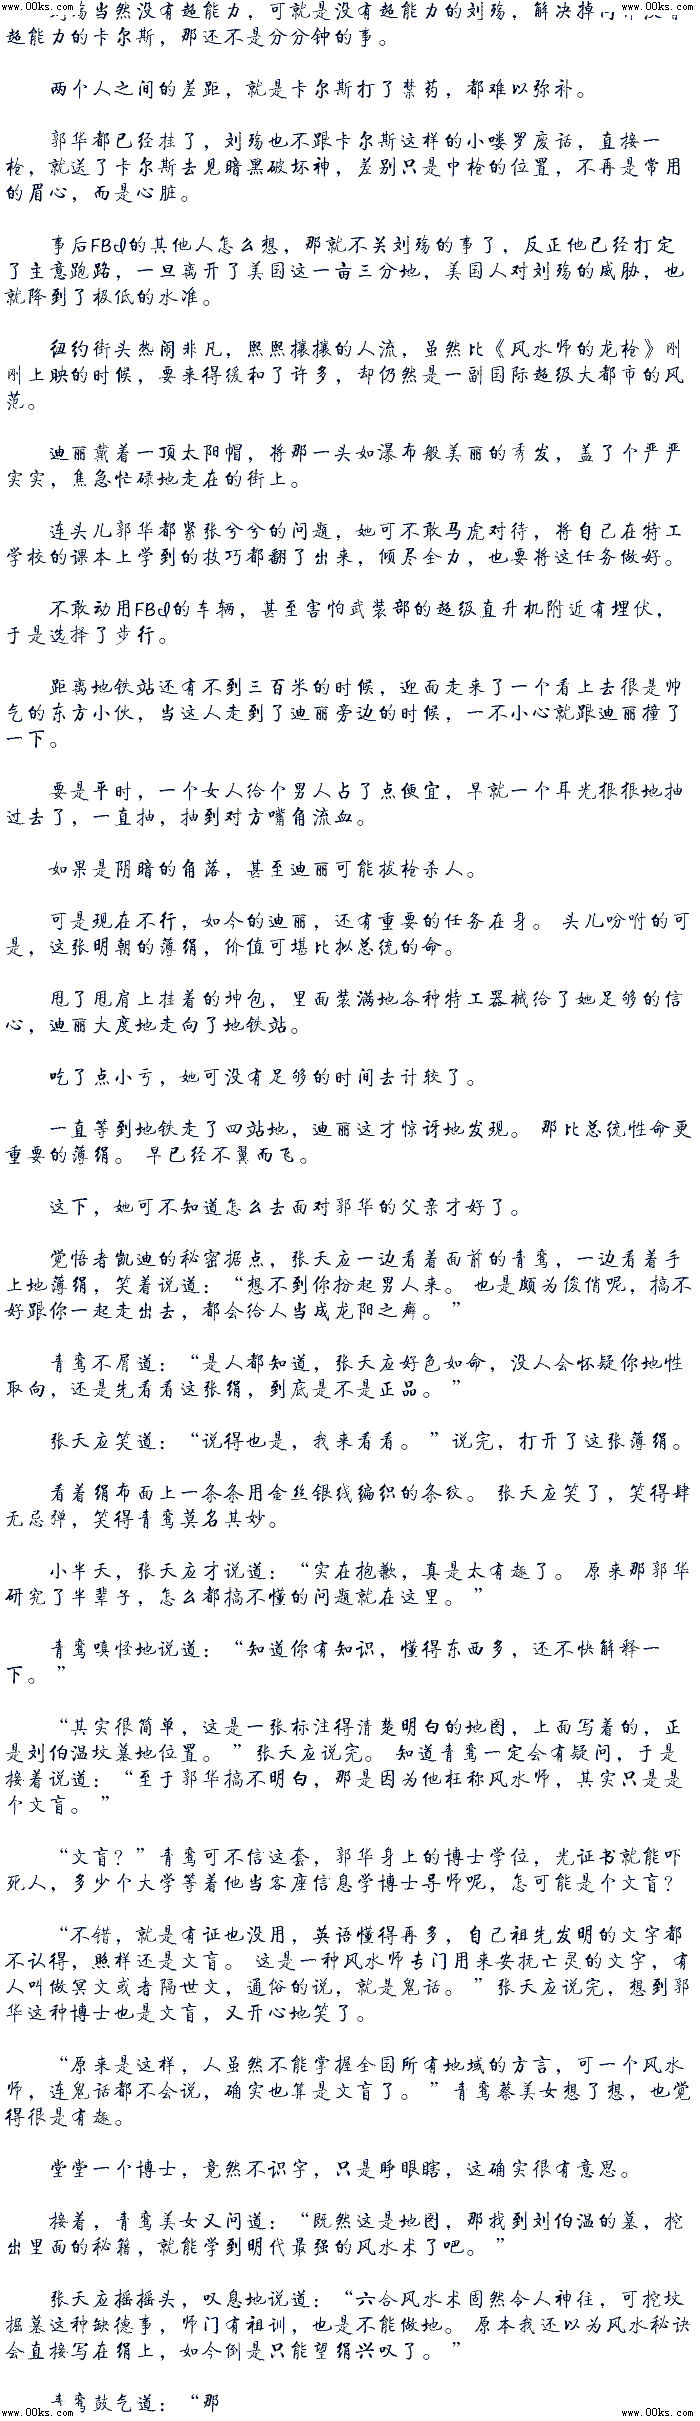 www.00ks.com www.00ks.com
刘殇当然没有超能力，可就是没有超能力的刘殇，解决掉
超能力的卡尔斯，那还不是分分钟的事。
两个人之间的差距，就是卡尔斯打了禁药，都难以弥补。
郭华都已经挂了，刘殇也不跟卡尔斯这样的小喽罗废话，直接一
枪，就送了卡尔斯去见暗黑破坏神，差别只是中枪的位置，不再是常用
的眉心，而是心脏。
事后FBI的其他人怎么想，那就不关刘殇的事了，反正他已经打定
了主意跑路，一旦离开了美国这一亩三分地，美国人对刘殇的威胁，也
就降到了极低的水准。
纽约街头热闹非凡，熙熙攘攘的人流，虽然比《风水师的龙枪》刚
刚上映的时候，要来得缓和了许多，却仍然是一副国际超级大都市的风
范。
迪丽戴着一顶太阳帽，将那一头如瀑布般美丽的秀发，盖了个严严
实实，焦急忙碌地走在的街上。
连头儿郭华都紧张兮兮的问题，她可不敢马虎对待，将自己在特工
学校的课本上学到的技巧都翻了出来，倾尽全力，也要将这任务做好。
不敢动用FBI的车辆，甚至害怕武装部的超级直升机附近有埋伏，
于是选择了步行。
距离地铁站还有不到三百米的时候，迎面走来了一个看上去很是帅
气的东方小伙，当这人走到了迪丽旁边的时候，一不小心就跟迪丽撞了
一下。
要是平时，一个女人给个男人占了点便宜，早就一个耳光狠狠地抽
过去了，一直抽，抽到对方嘴角流血。
如果是阴暗的角落，甚至迪丽可能拔枪杀人。
可是现在不行，如今的迪丽，还有重要的任务在身。 头儿吩咐的可
是，这张明朝的薄绢，价值可堪比拟总统的命。
甩了甩肩上挂着的坤包，里面装满地各种特工器械给了她足够的信
心，迪丽大度地走向了地铁站。
吃了点小亏，她可没有足够的时间去计较了。
一直等到地铁走了四站地，迪丽这才惊讶地发现。 那比总统性命更
重要的薄绢。 早已经不翼而飞。
这下，她可不知道怎么去面对郭华的父亲才好了。
觉悟者凯迪的秘密据点，张天应一边看着面前的青鸾，一边看着手
上地薄绢，笑着说道：“想不到你扮起男人来。 也是颇为俊俏呢，搞不
好跟你一起走出去，都会给人当成龙阳之癖。”
青鸾不屑道：“是人都知道，张天应好色如命，没人会怀疑你地性
取向，还是先看看这张绢，到底是不是正品。”
张天应笑道：“说得也是，我来看看。 ”说完，打开了这张薄绢。
看着绢布面上一条条用金丝银线编织的条纹。 张天应笑了，笑得肆
无忌弹，笑得青鸾莫名其妙。
小半天，张天应才说道：“实在抱歉，真是太有趣了。 原来那郭华
研究了半辈子，怎么都搞不懂的问题就在这里。”
青鸾嗔怪地说道：“知道你有知识，懂得东西多，还不快解释一
下。”
“其实很简单，这是一张标注得清楚明白的地图，上面写着的，正
是刘伯温坟墓地位置。 ”张天应说完。 知道青鸾一定会有疑问，于是
接着说道：“至于郭华搞不明白，那是因为他枉称风水师，其实只是是
个文盲。”
“文盲？”青鸾可不信这套，郭华身上的博士学位，光证书就能吓
死人，多少个大学等着他当客座信息学博士导师呢，怎可能是个文盲？
“不错，就是有证也没用，英语懂得再多，自己祖先发明的文字都
不认得，照样还是文盲。 这是一种风水师专门用来安抚亡灵的文字，有
人叫做冥文或者隔世文，通俗的说，就是鬼话。 ”张天应说完，想到郭
华这种博士也是文盲，又开心地笑了。
“原来是这样，人虽然不能掌握全国所有地域的方言，可一个风水
师，连鬼话都不会说，确实也算是文盲了。 ”青鸾蔡美女想了想，也觉
得很是有趣。
堂堂一个博士，竟然不识字，只是睁眼瞎，这确实很有意思。
接着，青鸾美女又问道：“既然这是地图，那找到刘伯温的墓，挖
出里面的秘籍，就能学到明代最强的风水术了吧。”
张天应摇摇头，叹息地说道：“六合风水术固然令人神往，可挖坟
掘墓这种缺德事，师门有祖训，也是不能做地。 原本我还以为风水秘诀
会直接写在绢上，如今倒是只能望绢兴叹了。”
青鸾鼓气道：“那
www.00ks.com www.00ks.com